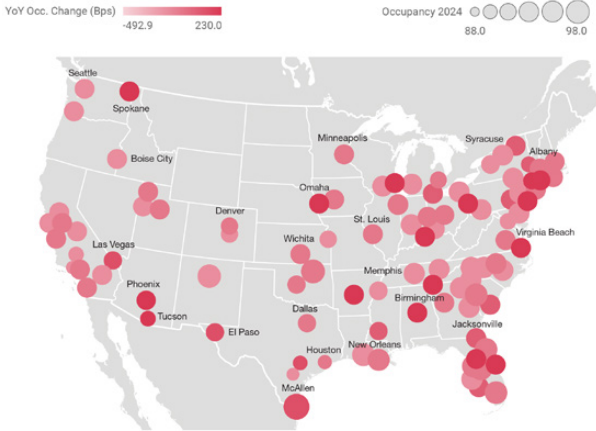 YoY Occ. Change (Bps)
-492.9 230.0
Occupancy 2024
88.0 98.0
Seattle
Spokane
Boise City
Minneapolis
Syracuse
Albany
Omaha
Denver
St. Louis
Las Vegas
Wichita
Virginia Beach
Phoenix
Memphis
Tucson
Birmingham
El Paso
Dallas
Jacksonville
Houston
New Orleans
McAllen